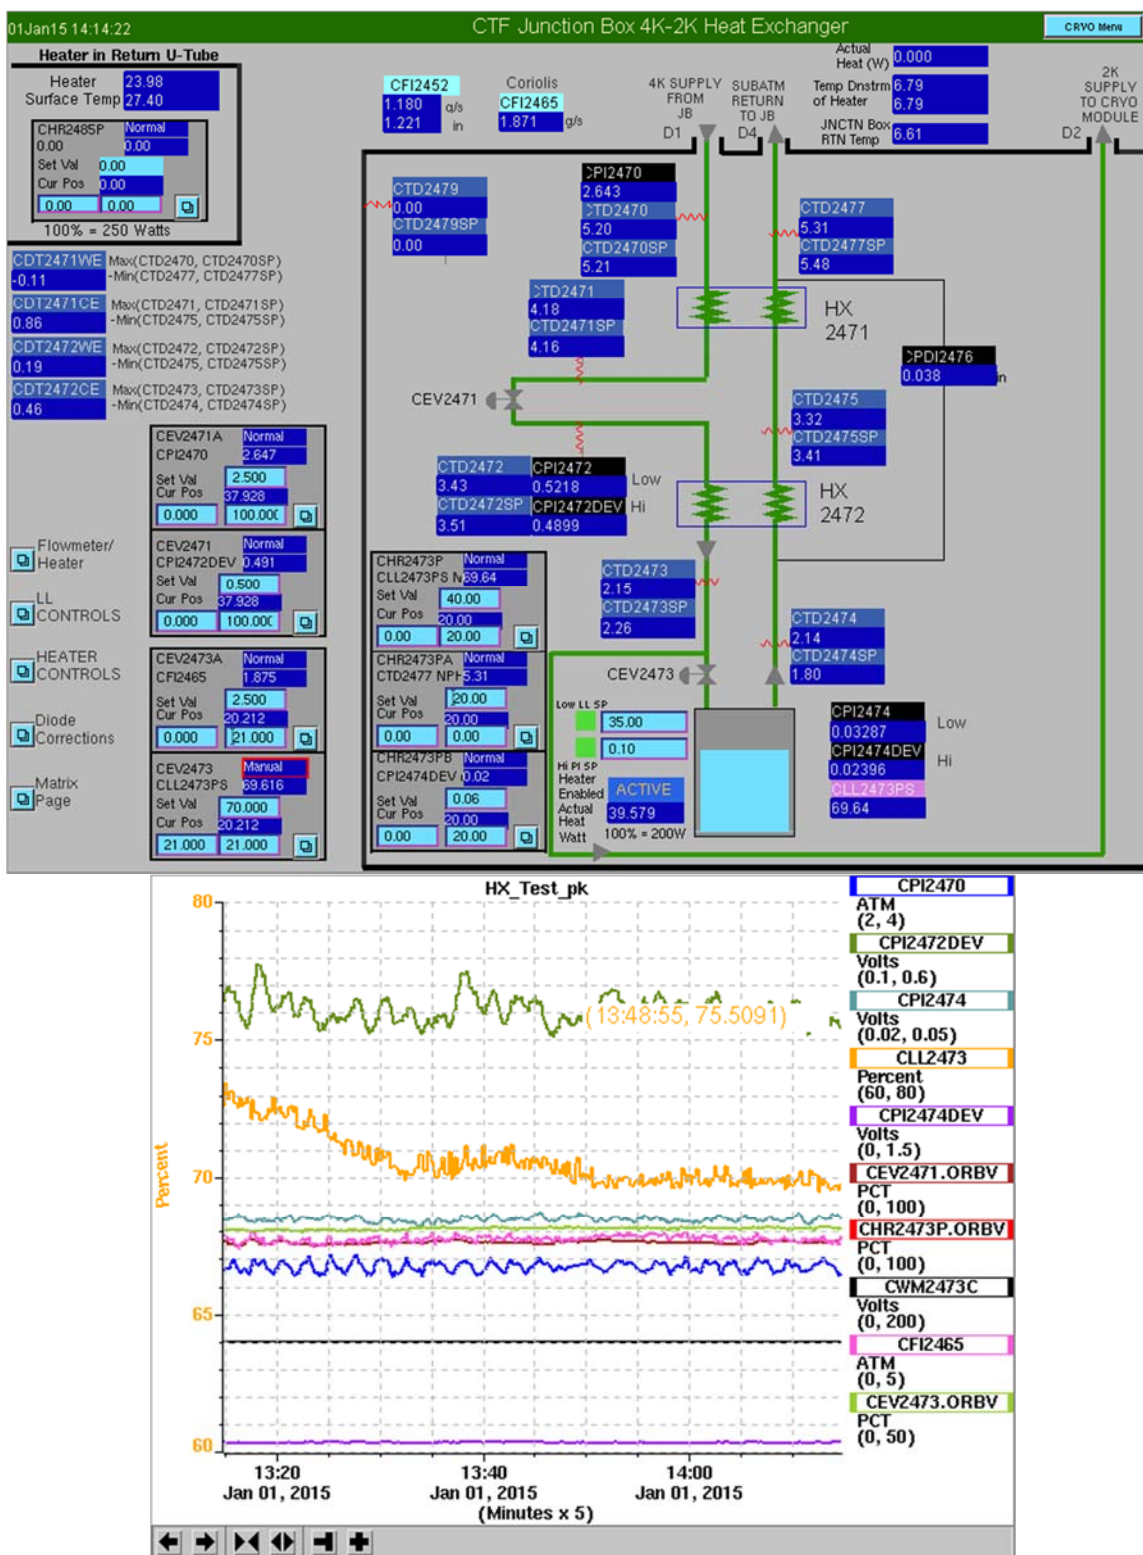 01Jan15 14:14:22
CTF Junction Box 4K-2K Heat Exchanger
CRYO Menu
Heater in Return U-Tube
Heater
Surface Temp
23.98
27.40
CHR2485P Normal
0.00 0.00
Set Val 0.00
Cur Pos 0.00
0.00 0.00
100% = 250 Watts
CFI2452
1.180 g/s
1.221 in
Coriolis
CFI2465
1.871 g/s
4K SUPPLY
FROM
JB
D1
SUBATM
RETURN
TO JB
D4
Actual
Heat (W)
0.000
Temp Dnstrm
of Heater
6.79
6.79
JNCTN Box
RTN Temp
6.61
2K
SUPPLY
TO CRYO
MODULE
D2
CDT2471WE Max(CTD2470, CTD2470SP)
-0.11 -Min(CTD2477, CTD2477SP)
CDT2471CE Max(CTD2471, CTD2471SP)
0.86 -Min(CTD2475, CTD2475SP)
CDT2472WE Max(CTD2472, CTD2472SP)
0.19 -Min(CTD2475, CTD2475SP)
CDT2472CE Max(CTD2473, CTD2473SP)
0.46 -Min(CTD2474, CTD2474SP)
CTD2479
0.00
CTD2479SP
0.00
CPI2470
2.643
CTD2470
5.20
CTD2470SP
5.21
CTD2477
5.31
CTD2477SP
5.48
CTD2471
4.18
CTD2471SP
4.16
HX
2471
CPDI2476
0.038 in
CEV2471
CTD2475
3.32
CTD2475SP
3.41
CTD2472
3.43
CTD2472SP
3.51
CPI2472
0.5218 Low
CPI2472DEV Hi
0.4899
HX
2472
CEV2471A Normal
CPI2470 2.647
Set Val 2.500
Cur Pos 37.928
0.000 100.000
CEV2471 Normal
CPI2472DEV 0.491
Set Val 0.500
Cur Pos 37.928
0.000 100.000
CEV2473A Normal
CFI2465 1.875
Set Val 2.500
Cur Pos 20.212
0.000 21.000
CEV2473 Manual
CLL2473PS 69.616
Set Val 70.000
Cur Pos 20.212
21.000 21.000
Flowmeter/
Heater
LL
CONTROLS
HEATER
CONTROLS
Diode
Corrections
Matrix
Page
CHR2473P Normal
CLL2473PS N 69.64
Set Val 40.00
Cur Pos 20.00
0.00 20.00
CHR2473PA Normal
CTD2477 NPH 5.31
Set Val 20.00
Cur Pos 20.00
0.00 0.00
CHR2473PB Normal
CPI2474DEV 0.02
Set Val 0.06
Cur Pos 20.00
0.00 20.00
CTD2473
2.15
CTD2473SP
2.26
CTD2474
2.14
CTD2474SP
1.80
CEV2473
Low LL SP
35.00
0.10
Hi PI SP
Heater
Enabled
ACTIVE
Actual
Heat
Watt
39.579
100% = 200W
CPI2474
0.03287 Low
CPI2474DEV
0.02396 Hi
CLL2473PS
69.64
HX_Test_pk
80
75
70
65
60
Percent
(13:48:55, 75.5091)
13:20
Jan 01, 2015
13:40
Jan 01, 2015
14:00
Jan 01, 2015
(Minutes x 5)
CPI2470
ATM
(2, 4)
CPI2472DEV
Volts
(0.1, 0.6)
CPI2474
Volts
(0.02, 0.05)
CLL2473
Percent
(60, 80)
CPI2474DEV
Volts
(0, 1.5)
CEV2471.ORBV
PCT
(0, 100)
CHR2473P.ORBV
PCT
(0, 100)
CWM2473C
Volts
(0, 200)
CFI2465
ATM
(0, 5)
CEV2473.ORBV
PCT
(0, 50)